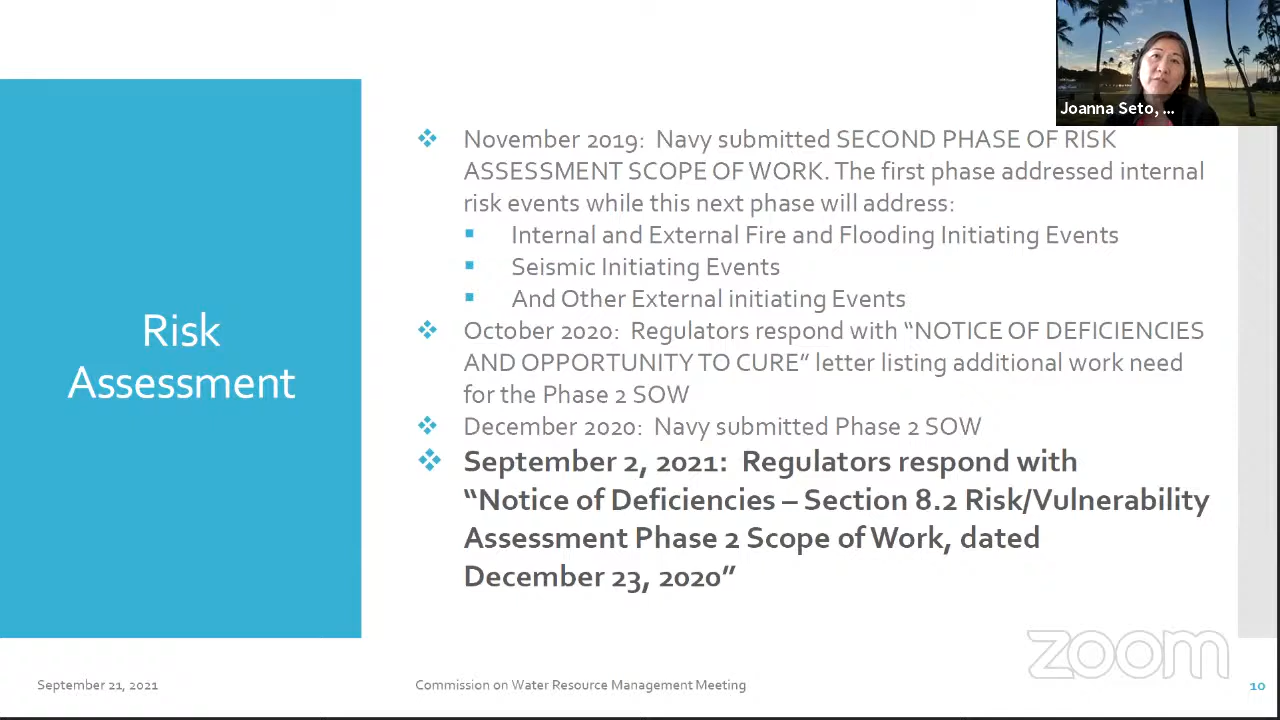 Joanna Seto, ...
Risk
Assessment
November 2019: Navy submitted SECOND PHASE OF RISK
ASSESSMENT SCOPE OF WORK. The first phase addressed internal
risk events while this next phase will address:
Internal and External Fire and Flooding Initiating Events
Seismic Initiating Events
And Other External initiating Events
October 2020: Regulators respond with “NOTICE OF DEFICIENCIES
AND OPPORTUNITY TO CURE” letter listing additional work need
for the Phase 2 SOW
December 2020: Navy submitted Phase 2 SOW
September 2, 2021: Regulators respond with
“Notice of Deficiencies – Section 8.2 Risk/Vulnerability
Assessment Phase 2 Scope of Work, dated
December 23, 2020”
zoom
September 21, 2021
Commission on Water Resource Management Meeting
10